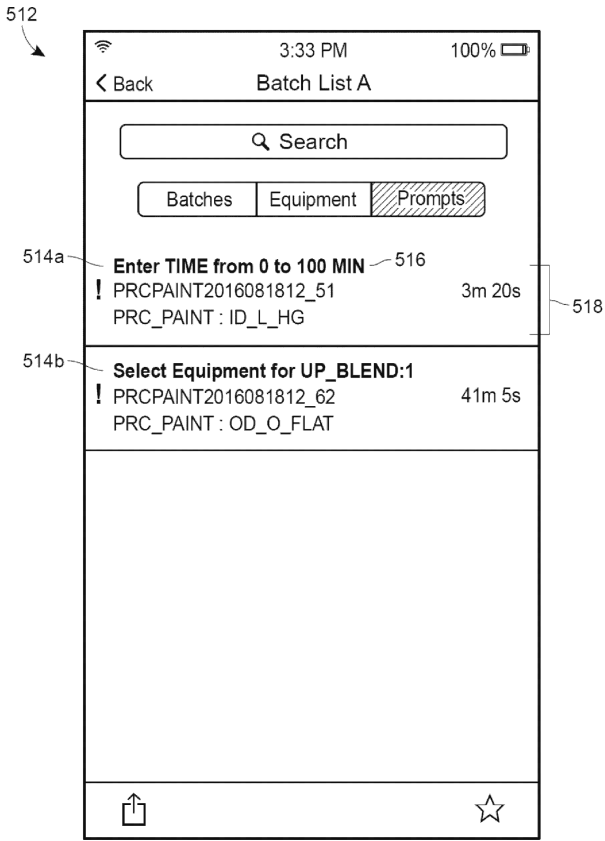 512
3:33 PM 100%
Back Batch List A
Search
Batches Equipment Prompts
514a Enter TIME from 0 to 100 MIN 516
! PRCPAINT2016081812_51 3m 20s
518
PRC_PAINT : ID_L_HG
514b Select Equipment for UP_BLEND:1
! PRCPAINT2016081812_62 41m 5s
PRC_PAINT : OD_O_FLAT